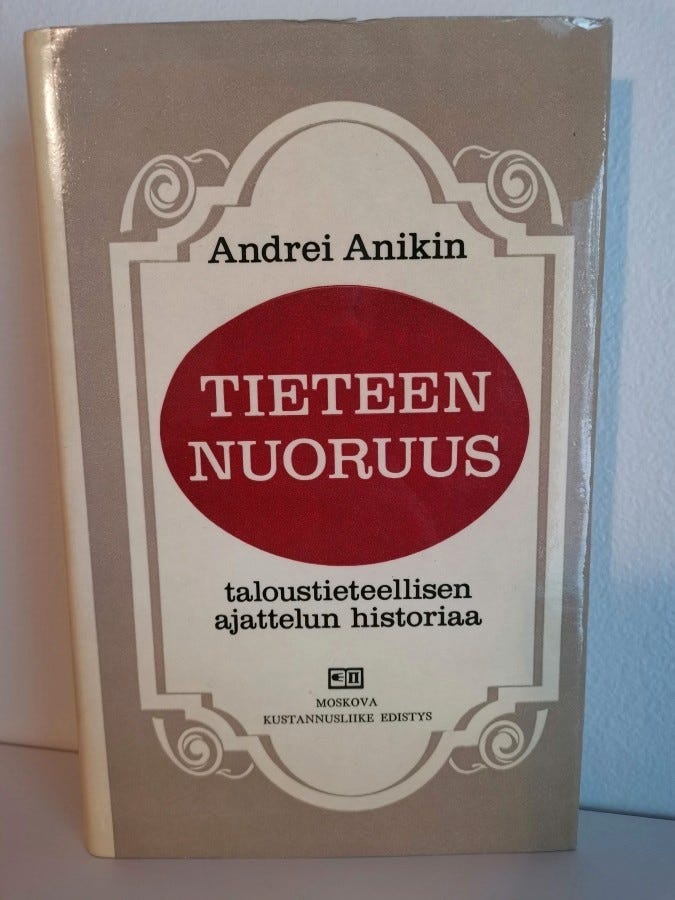 Andrei Anikin
TIETEEN
NUORUUS
taloustieteellisen
ajattelun historiaa
MOSKOVA
KUSTANNUSLIIKE EDISTYS